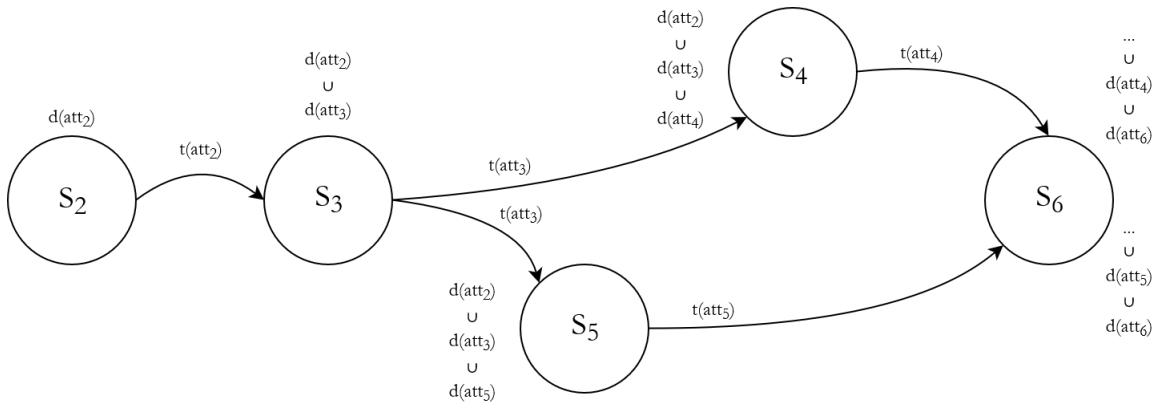 d(att₂)
S₂
t(att₂)
d(att₂)
∪
d(att₃)
S₃
t(att₃)
t(att₃)
d(att₂)
∪
d(att₃)
∪
d(att₄)
S₄
t(att₄)
d(att₂)
∪
d(att₃)
∪
d(att₅)
S₅
t(att₅)
...
∪
d(att₄)
∪
d(att₆)
S₆
...
∪
d(att₅)
∪
d(att₆)